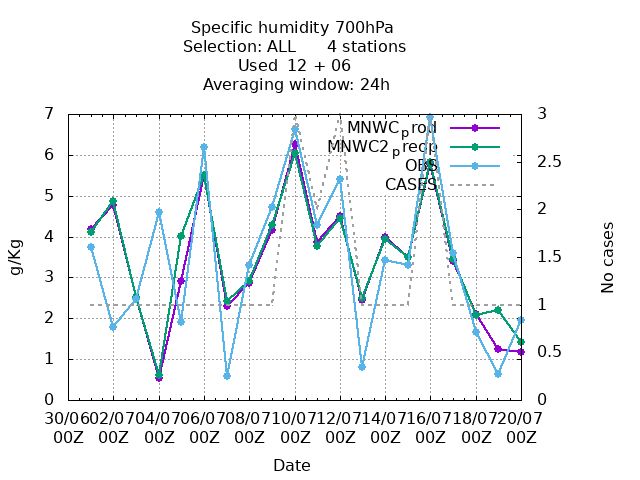 Specific humidity 700hPa
Selection: ALL 4 stations
Used 12 + 06
Averaging window: 24h
7 3
MNWC_prod
MNWC2_preop
6 2.5
OBS
CASES
5 2
4 1.5
3
2 1
1 0.5
0 0
g/Kg
No cases
30/06 02/07 04/07 06/07 08/07 10/07 12/07 14/07 16/07 18/07 20/07
00Z 00Z 00Z 00Z 00Z 00Z 00Z 00Z 00Z 00Z 00Z
Date